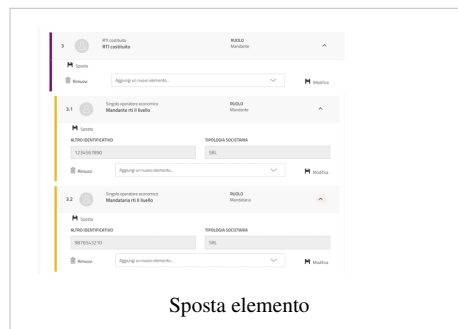 RTI costituito RUOLO
3 RTI costituito Mandante
Sposta
Rimuovi Aggiungi un nuovo elemento... Modifica
Singolo operatore economico RUOLO
3.1 Mandante rti II livello Mandante
Sposta
ALTRO IDENTIFICATIVO TIPOLOGIA SOCIETARIA
1234567890 SRL
Rimuovi Aggiungi un nuovo elemento... Modifica
Singolo operatore economico RUOLO
3.2 Mandataria rti II livello Mandataria
Sposta
ALTRO IDENTIFICATIVO TIPOLOGIA SOCIETARIA
9876543210 SRL
Rimuovi Aggiungi un nuovo elemento... Modifica
Sposta elemento